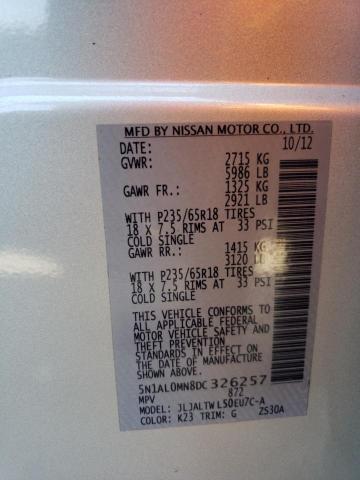 MFD BY NISSAN MOTOR CO., LTD.
DATE: 10/12
GVWR: 2715 KG
5986 LB
GAWR FR.: 1325 KG
2921 LB
WITH P235/65R18 TIRES
18 X 7.5 RIMS AT 33 PSI
COLD SINGLE
GAWR RR.: 1415 KG
3120 LB
WITH P235/65R18 TIRES
18 X 7.5 RIMS AT 33 PSI
COLD SINGLE
THIS VEHICLE CONFORMS TO
ALL APPLICABLE FEDERAL
MOTOR VEHICLE SAFETY AND
THEFT PREVENTION
STANDARDS IN EFFECT ON
THE DATE OF MANUFACTURE
SHOWN ABOVE.
5N1AL0MN8DC326257
MPV 872
MODEL: JLJALTWL50EU7C-A
COLOR: K23 TRIM: G ZS30A